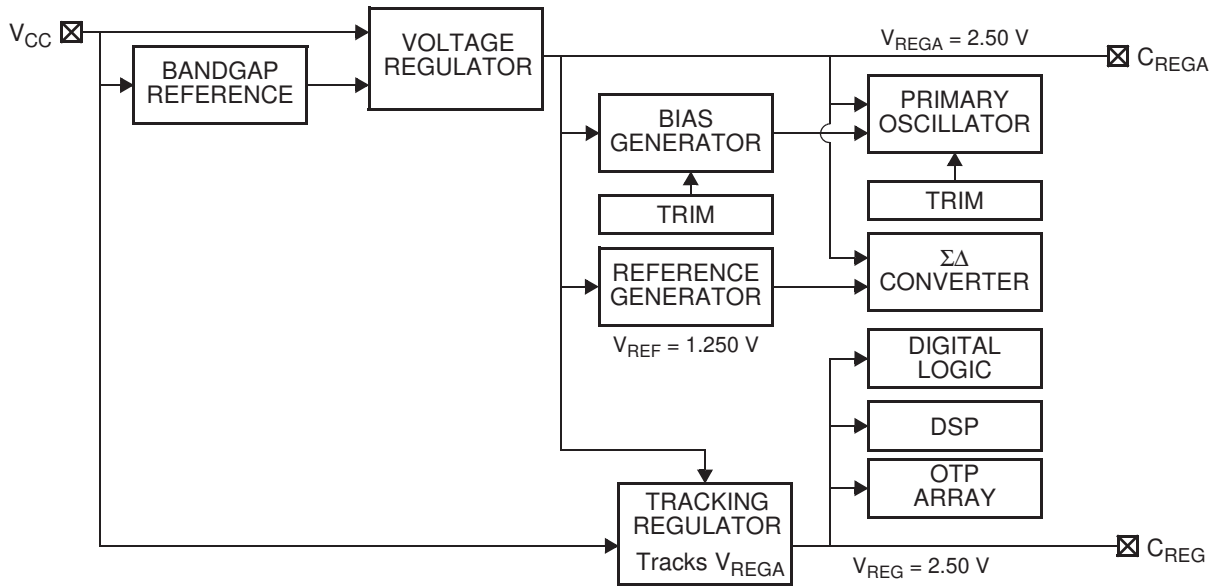 VCC
VOLTAGE
REGULATOR
BANDGAP
REFERENCE
VREGA = 2.50 V
CREGA
BIAS
GENERATOR
PRIMARY
OSCILLATOR
TRIM
TRIM
REFERENCE
GENERATOR
VREF = 1.250 V
ΣΔ
CONVERTER
DIGITAL
LOGIC
DSP
OTP
ARRAY
TRACKING
REGULATOR
Tracks VREGA
VREG = 2.50 V
CREG